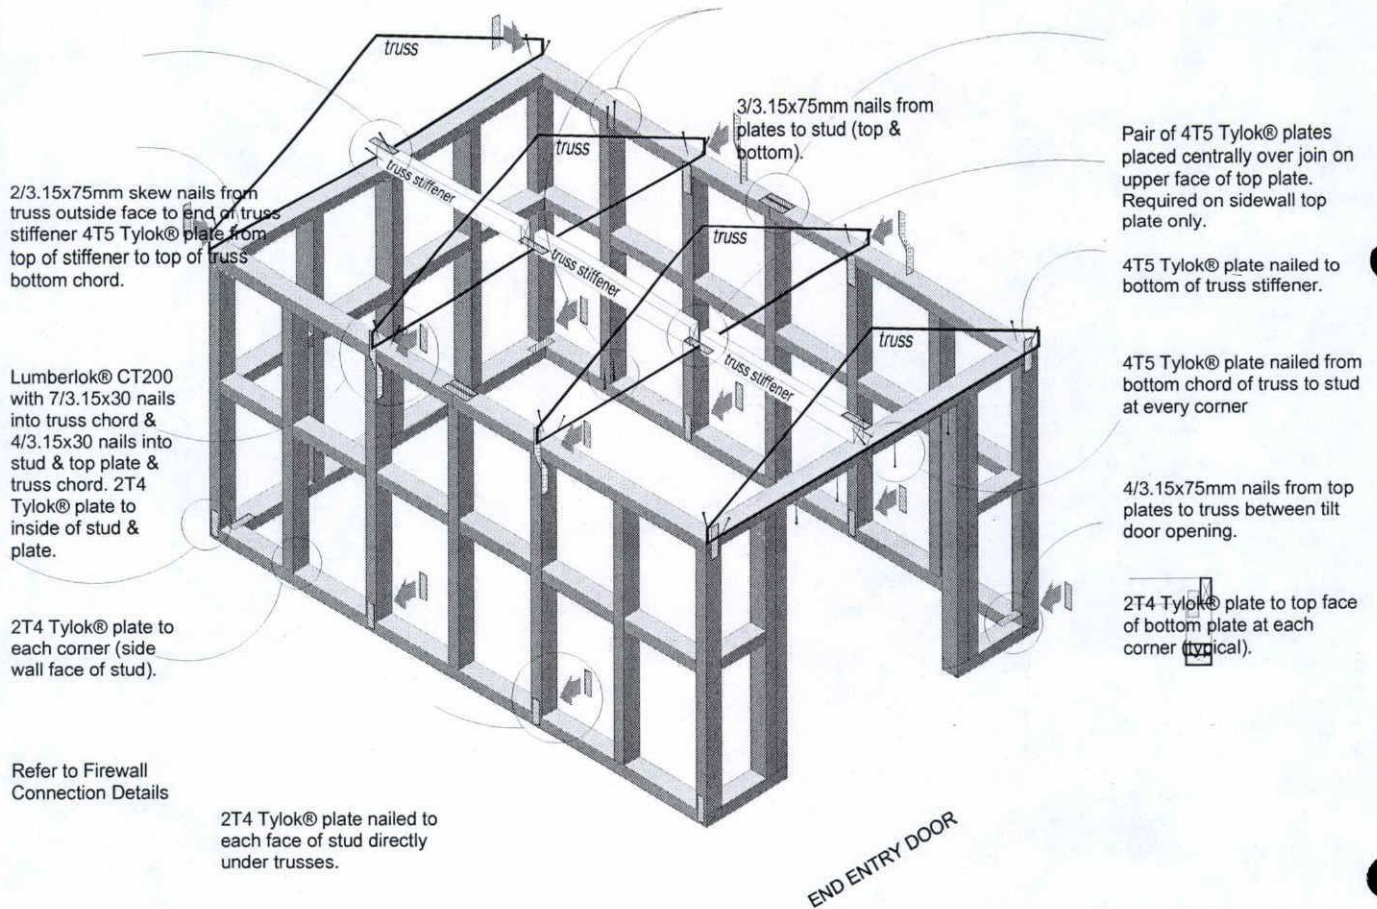 truss
3/3.15x75mm nails from
plates to stud (top &
bottom).
truss
truss stiffener
truss
truss stiffener
truss
truss stiffener
2/3.15x75mm skew nails from
truss outside face to end of truss
stiffener 4T5 Tylok® plate from
top of stiffener to top of truss
bottom chord.
Lumberlok® CT200
with 7/3.15x30 nails
into truss chord &
4/3.15x30 nails into
stud & top plate &
truss chord. 2T4
Tylok® plate to
inside of stud &
plate.
2T4 Tylok® plate to
each corner (side
wall face of stud).
Refer to Firewall
Connection Details
2T4 Tylok® plate nailed to
each face of stud directly
under trusses.
END ENTRY DOOR
Pair of 4T5 Tylok® plates
placed centrally over join on
upper face of top plate.
Required on sidewall top
plate only.
4T5 Tylok® plate nailed to
bottom of truss stiffener.
4T5 Tylok® plate nailed from
bottom chord of truss to stud
at every corner
4/3.15x75mm nails from top
plates to truss between tilt
door opening.
2T4 Tylok® plate to top face
of bottom plate at each
corner (typical).